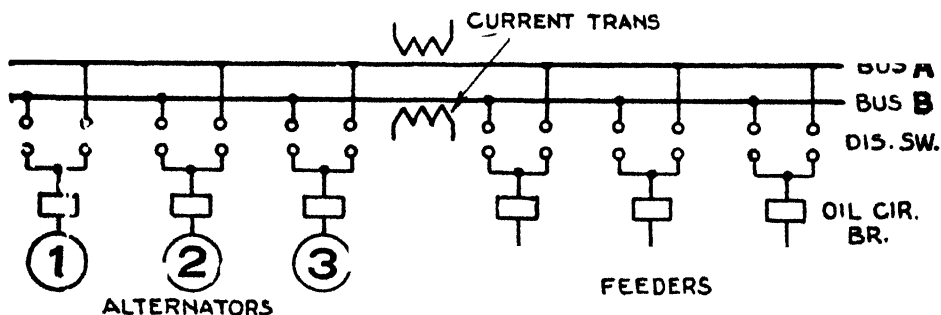 CURRENT TRANS
BUS A
BUS B
DIS. SW.
OIL CIR.
BR.
1 2 3
FEEDERS
ALTERNATORS